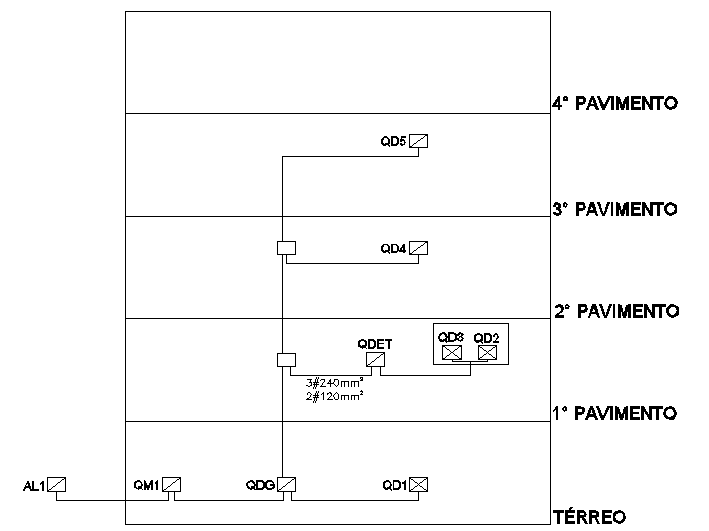 4° PAVIMENTO
QD5
3° PAVIMENTO
QD4
2° PAVIMENTO
QD3 QD2
QDET
3#240mm²
2#120mm²
1° PAVIMENTO
AL1 QM1 QDG QD1
TÉRREO